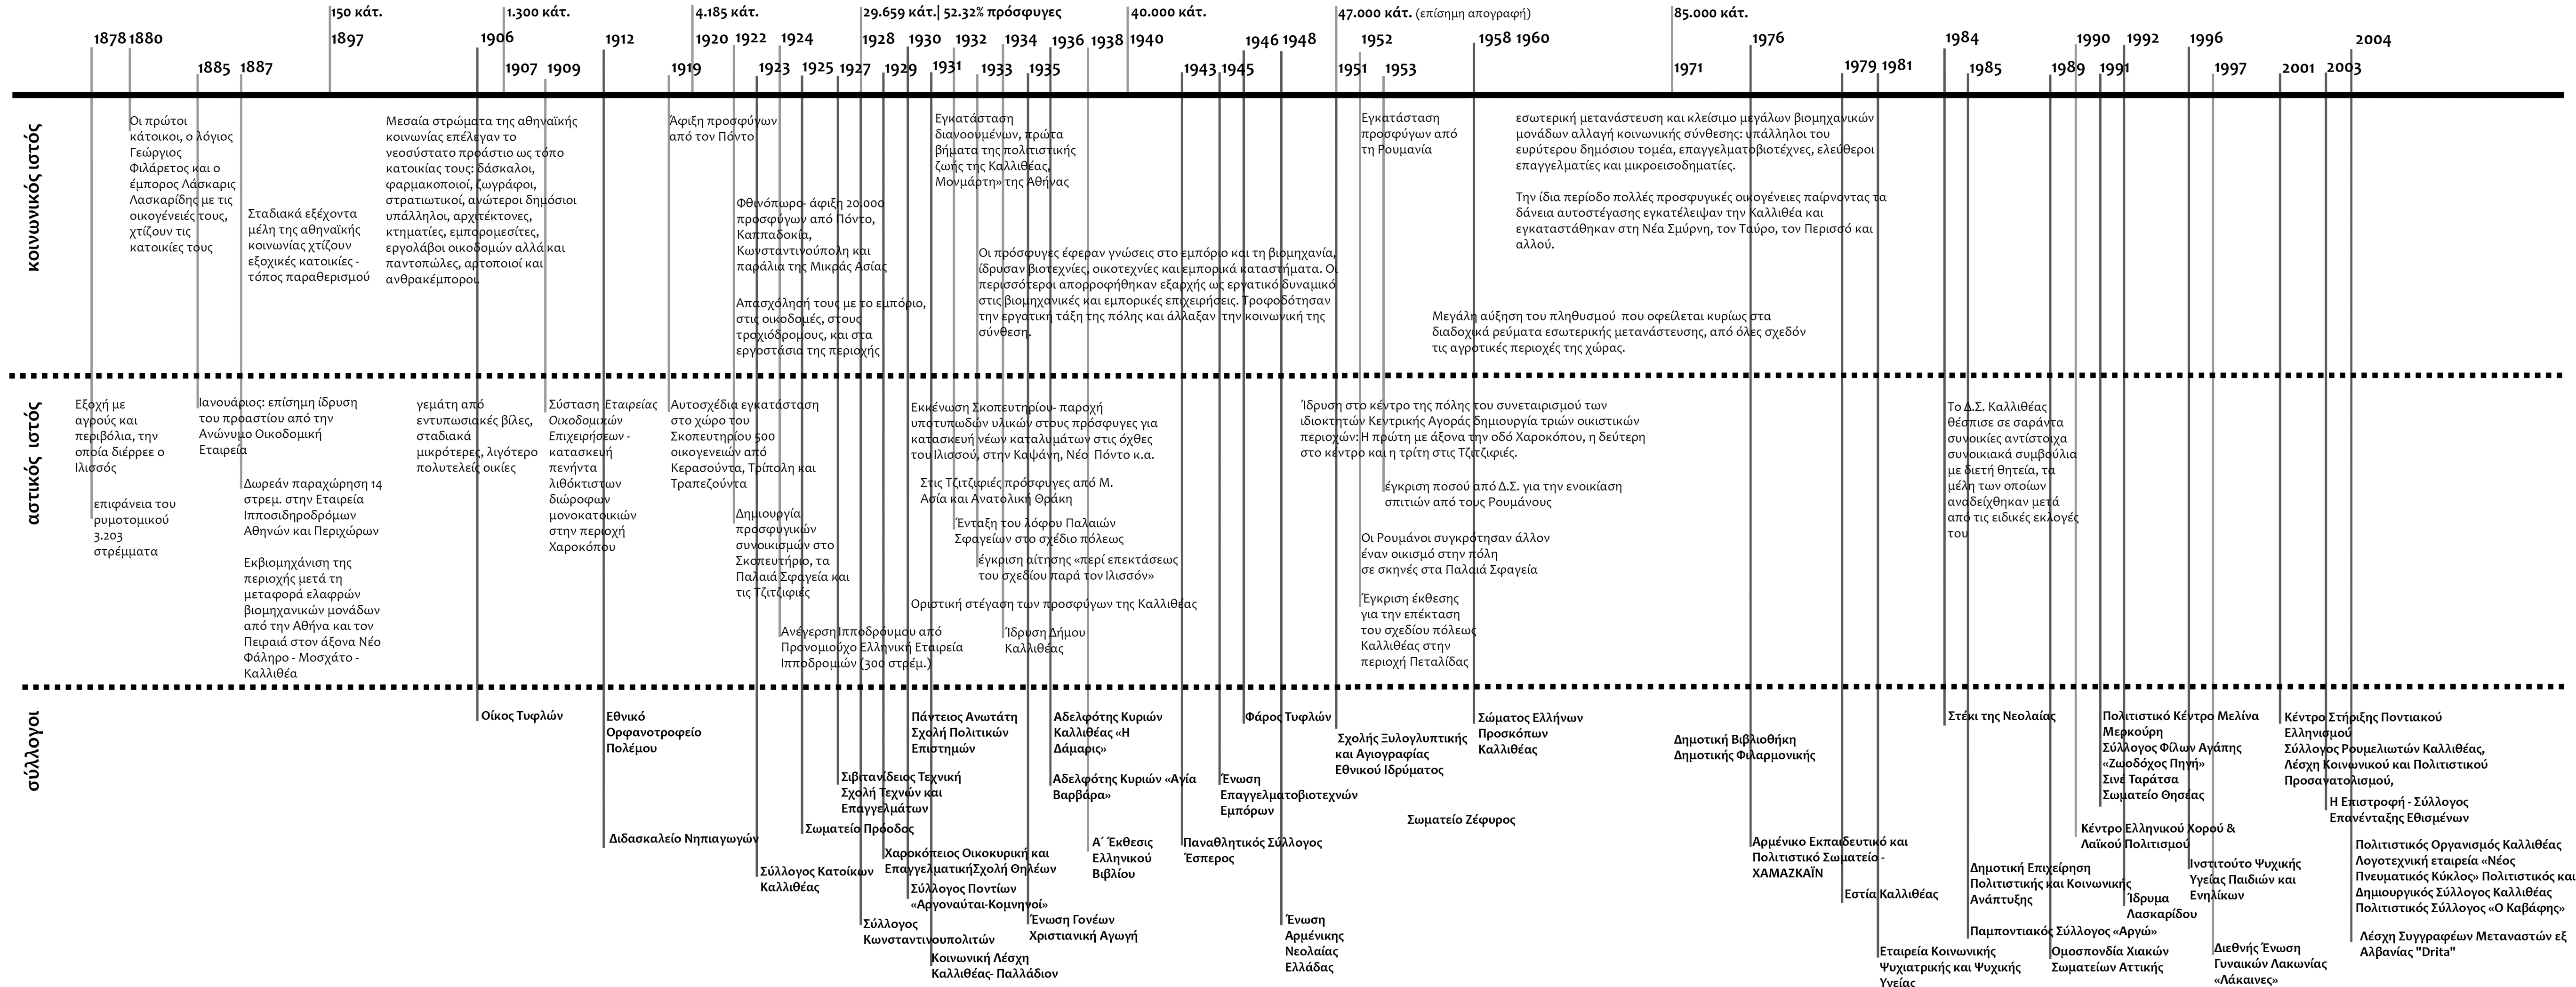 150 κάτ.
1.300 κάτ.
4.185 κάτ.
29.659 κάτ.| 52.32% πρόσφυγες
40.000 κάτ.
47.000 κάτ. (επίσημη απογραφή)
85.000 κάτ.
1878 1880
1885 1887
1897
1906
1907
1909
1912
1919
1920
1922
1923
1924
1925
1927
1928
1929
1930
1931
1932
1933
1934
1935
1936
1938
1940
1943 1945
1946 1948
1951
1952
1953
1958 1960
1971
1976
1979 1981
1984
1985
1989
1990
1991
1992
1996
1997
2001
2003
2004
κοινωνικός ιστός
Οι πρώτοι
κάτοικοι, ο λόγιος
Γεώργιος
Φιλάρετος και ο
έμπορος Λάσκαρις
Λασκαρίδης με τις
οικογένειές τους,
χτίζουν τις
κατοικίες τους
Σταδιακά εξέχοντα
μέλη της αθηναϊκής
κοινωνίας χτίζουν
εξοχικές κατοικίες -
τόπος παραθερισμού
Μεσαία στρώματα της αθηναϊκής
κοινωνίας επέλεγαν το
νεοσύστατο προάστιο ως τόπο
κατοικίας τους: δάσκαλοι,
φαρμακοποιοί, ζωγράφοι,
στρατιωτικοί, ανώτεροι δημόσιοι
υπάλληλοι, αρχιτέκτονες,
κτηματίες, εμπορομεσίτες,
εργολάβοι οικοδομών αλλά και
παντοπώλες, αρτοποιοί και
ανθρακέμποροι.
Άφιξη προσφύγων
από τον Πόντο
Φθινόπωρο- άφιξη 20.000
προσφύγων από Πόντο,
Καππαδοκία,
Κωνσταντινούπολη και
παράλια της Μικράς Ασίας
Απασχόλησή τους με το εμπόριο,
στις οικοδομές, στους
τροχιόδρομους, και στα
εργοστάσια της περιοχής
Εγκατάσταση
διανοουμένων, πρώτα
βήματα της πολιτιστικής
ζωής της Καλλιθέας,
Μονμάρτη» της Αθήνας
Οι πρόσφυγες έφεραν γνώσεις στο εμπόριο και τη βιομηχανία,
ίδρυσαν βιοτεχνίες, οικοτεχνίες και εμπορικά καταστήματα. Οι
περισσότεροι απορροφήθηκαν εξαρχής ως εργατικό δυναμικό
στις βιομηχανικές και εμπορικές επιχειρήσεις. Τροφοδότησαν
την εργατική τάξη της πόλης και άλλαξαν την κοινωνική της
σύνθεση.
Εγκατάσταση
προσφύγων από
τη Ρουμανία
εσωτερική μετανάστευση και κλείσιμο μεγάλων βιομηχανικών
μονάδων αλλαγή κοινωνικής σύνθεσης: υπάλληλοι του
ευρύτερου δημόσιου τομέα, επαγγελματοβιοτέχνες, ελεύθεροι
επαγγελματίες και μικροεισοδηματίες.
Την ίδια περίοδο πολλές προσφυγικές οικογένειες παίρνοντας τα
δάνεια αυτοστέγασης εγκατέλειψαν την Καλλιθέα και
εγκαταστάθηκαν στη Νέα Σμύρνη, τον Ταύρο, τον Περισσό και
αλλού.
Μεγάλη αύξηση του πληθυσμού που οφείλεται κυρίως στα
διαδοχικά ρεύματα εσωτερικής μετανάστευσης, από όλες σχεδόν
τις αγροτικές περιοχές της χώρας.
αστικός ιστός
Εξοχή με
αγρούς και
περιβόλια, την
οποία διέρρεε ο
Ιλισσός
επιφάνεια του
ρυμοτομικού
3.203
στρέμματα
Ιανουάριος: επίσημη ίδρυση
του προαστίου από την
Ανώνυμο Οικοδομική
Εταιρεία
Δωρεάν παραχώρηση 14
στρεμ. στην Εταιρεία
Ιπποσιδηροδρόμων
Αθηνών και Περιχώρων
Εκβιομηχάνιση της
περιοχής μετά τη
μεταφορά ελαφρών
βιομηχανικών μονάδων
από την Αθήνα και τον
Πειραιά στον άξονα Νέο
Φάληρο - Μοσχάτο -
Καλλιθέα
γεμάτη από
εντυπωσιακές βίλες,
σταδιακά
μικρότερες, λιγότερο
πολυτελείς οικίες
Σύσταση Εταιρείας
Οικοδομικών
Επιχειρήσεων -
κατασκευή
πενήντα
λιθόκτιστων
διώροφων
μονοκατοικιών
στην περιοχή
Χαροκόπου
Αυτοσχέδια εγκατάσταση
στο χώρο του
Σκοπευτηρίου 500
οικογενειών από
Κερασούντα, Τρίπολη και
Τραπεζούντα
Δημιουργία
προσφυγικών
συνοικισμών στο
Σκοπευτήριο, τα
Παλαιά Σφαγεία και
τις Τζιτζιφιές
Ανέγερση Ιπποδρόμου από
Προνομιούχο Ελληνική Εταιρεία
Ιπποδρομιών (300 στρέμ.)
Εκκένωση Σκοπευτηρίου- παροχή
υποτυπωδών υλικών στους πρόσφυγες για
κατασκευή νέων καταλυμάτων στις όχθες
του Ιλισσού, στην Καψάνη, Νέο Πόντο κ.α.
Στις Τζιτζιφιές πρόσφυγες από Μ.
Ασία και Ανατολική Θράκη
Ένταξη του λόφου Παλαιών
Σφαγείων στο σχέδιο πόλεως
έγκριση αίτησης «περί επεκτάσεως
του σχεδίου παρά τον Ιλισσόν»
Οριστική στέγαση των προσφύγων της Καλλιθέας
Ίδρυση Δήμου
Καλλιθέας
Ίδρυση στο κέντρο της πόλης του συνεταιρισμού των
ιδιοκτητών Κεντρικής Αγοράς δημιουργία τριών οικιστικών
περιοχών: Η πρώτη με άξονα την οδό Χαροκόπου, η δεύτερη
στο κέντρο και η τρίτη στις Τζιτζιφιές.
έγκριση ποσού από Δ.Σ. για την ενοικίαση
σπιτιών από τους Ρουμάνους
Οι Ρουμάνοι συγκρότησαν άλλον
έναν οικισμό στην πόλη
σε σκηνές στα Παλαιά Σφαγεία
Έγκριση έκθεσης
για την επέκταση
του σχεδίου πόλεως
Καλλιθέας στην
περιοχή Πεταλίδας
Το Δ.Σ. Καλλιθέας
θέσπισε σε σαράντα
συνοικίες αντίστοιχα
συνοικιακά συμβούλια
με διετή θητεία, τα
μέλη των οποίων
αναδείχθηκαν μετά
από τις ειδικές εκλογές
του
σύλλογοι
Οίκος Τυφλών
Εθνικό
Ορφανοτροφείο
Πολέμου
Διδασκαλείο Νηπιαγωγών
Σύλλογος Κατοίκων
Καλλιθέας
Σωματείο Πρόοδος
Σιβιτανίδειος Τεχνική
Σχολή Τεχνών και
Επαγγελμάτων
Σύλλογος
Κωνσταντινουπολιτών
Χαροκόπειος Οικοκυρική και
ΕπαγγελματικήΣχολή Θηλέων
Πάντειος Ανωτάτη
Σχολή Πολιτικών
Επιστημών
Σύλλογος Ποντίων
«Αργοναύται-Κομνηνοί»
Κοινωνική Λέσχη
Καλλιθέας- Παλλάδιον
Ένωση Γονέων
Χριστιανική Αγωγή
Αδελφότης Κυριών
Καλλιθέας «Η
Δάμαρις»
Αδελφότης Κυριών «Αγία
Βαρβάρα»
Α΄ Έκθεσις
Ελληνικού
Βιβλίου
Παναθλητικός Σύλλογος
Έσπερος
Ένωση
Επαγγελματοβιοτεχνών
Εμπόρων
Φάρος Τυφλών
Ένωση
Αρμένικης
Νεολαίας
Ελλάδας
Σχολής Ξυλογλυπτικής
και Αγιογραφίας
Εθνικού Ιδρύματος
Σωματείο Ζέφυρος
Σώματος Ελλήνων
Προσκόπων
Καλλιθέας
Δημοτική Βιβλιοθήκη
Δημοτικής Φιλαρμονικής
Αρμένικο Εκπαιδευτικό και
Πολιτιστικό Σωματείο -
ΧΑΜΑΖΚΑΪΝ
Εστία Καλλιθέας
Εταιρεία Κοινωνικής
Ψυχιατρικής και Ψυχικής
Υγείας
Στέκι της Νεολαίας
Δημοτική Επιχείρηση
Πολιτιστικής και Κοινωνικής
Ανάπτυξης
Παμποντιακός Σύλλογος «Αργώ»
Ομοσπονδία Χιακών
Σωματείων Αττικής
Κέντρο Ελληνικού Χορού &
Λαϊκού Πολιτισμού
Πολιτιστικό Κέντρο Μελίνα
Μερκούρη
Σύλλογος Φίλων Αγάπης
«Ζωοδόχος Πηγή»
Σινέ Ταράτσα
Σωματείο Θησέας
Ίδρυμα
Λασκαρίδου
Ινστιτούτο Ψυχικής
Υγείας Παιδιών και
Ενηλίκων
Διεθνής Ένωση
Γυναικών Λακωνίας
«Λάκαινες»
Κέντρο Στήριξης Ποντιακού
Ελληνισμού
Σύλλογος Ρουμελιωτών Καλλιθέας,
Λέσχη Κοινωνικού και Πολιτιστικού
Προσανατολισμού,
Η Επιστροφή - Σύλλογος
Επανένταξης Εθισμένων
Πολιτιστικός Οργανισμός Καλλιθέας
Λογοτεχνική εταιρεία «Νέος
Πνευματικός Κύκλος» Πολιτιστικός και
Δημιουργικός Σύλλογος Καλλιθέας
Πολιτιστικός Σύλλογος «Ο Καβάφης»
Λέσχη Συγγραφέων Μεταναστών εξ
Αλβανίας "Drita"